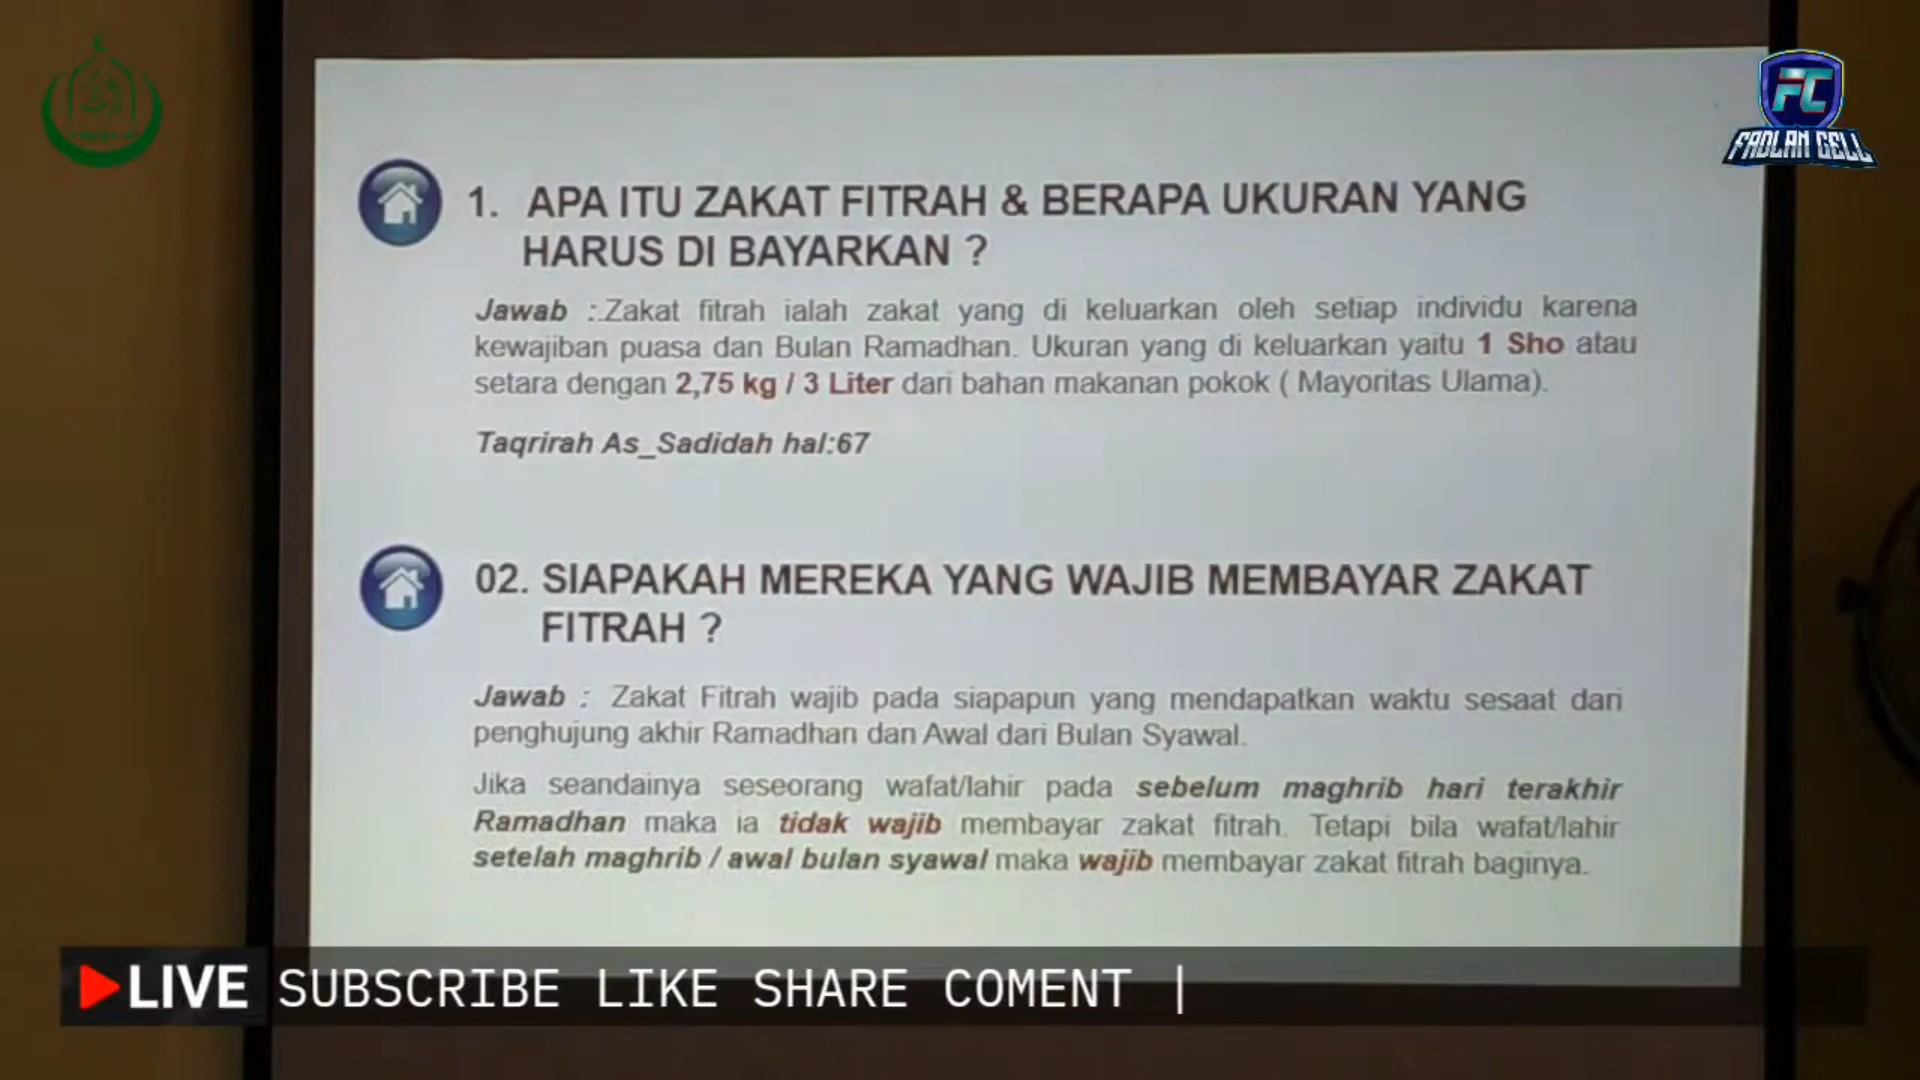 FC
FADLAN CELL
1. APA ITU ZAKAT FITRAH & BERAPA UKURAN YANG
HARUS DI BAYARKAN ?
Jawab : Zakat fitrah ialah zakat yang di keluarkan oleh setiap individu karena
kewajiban puasa dan Bulan Ramadhan. Ukuran yang di keluarkan yaitu 1 Sho atau
setara dengan 2,75 kg / 3 Liter dari bahan makanan pokok ( Mayoritas Ulama).
Taqrirah As_Sadidah hal:67
02. SIAPAKAH MEREKA YANG WAJIB MEMBAYAR ZAKAT
FITRAH ?
Jawab : Zakat Fitrah wajib pada siapapun yang mendapatkan waktu sesaat dari
penghujung akhir Ramadhan dan Awal dari Bulan Syawal.
Jika seandainya seseorang wafat/lahir pada sebelum maghrib hari terakhir
Ramadhan maka ia tidak wajib membayar zakat fitrah. Tetapi bila wafat/lahir
setelah maghrib / awal bulan syawal maka wajib membayar zakat fitrah baginya.
LIVE SUBSCRIBE LIKE SHARE COMENT |